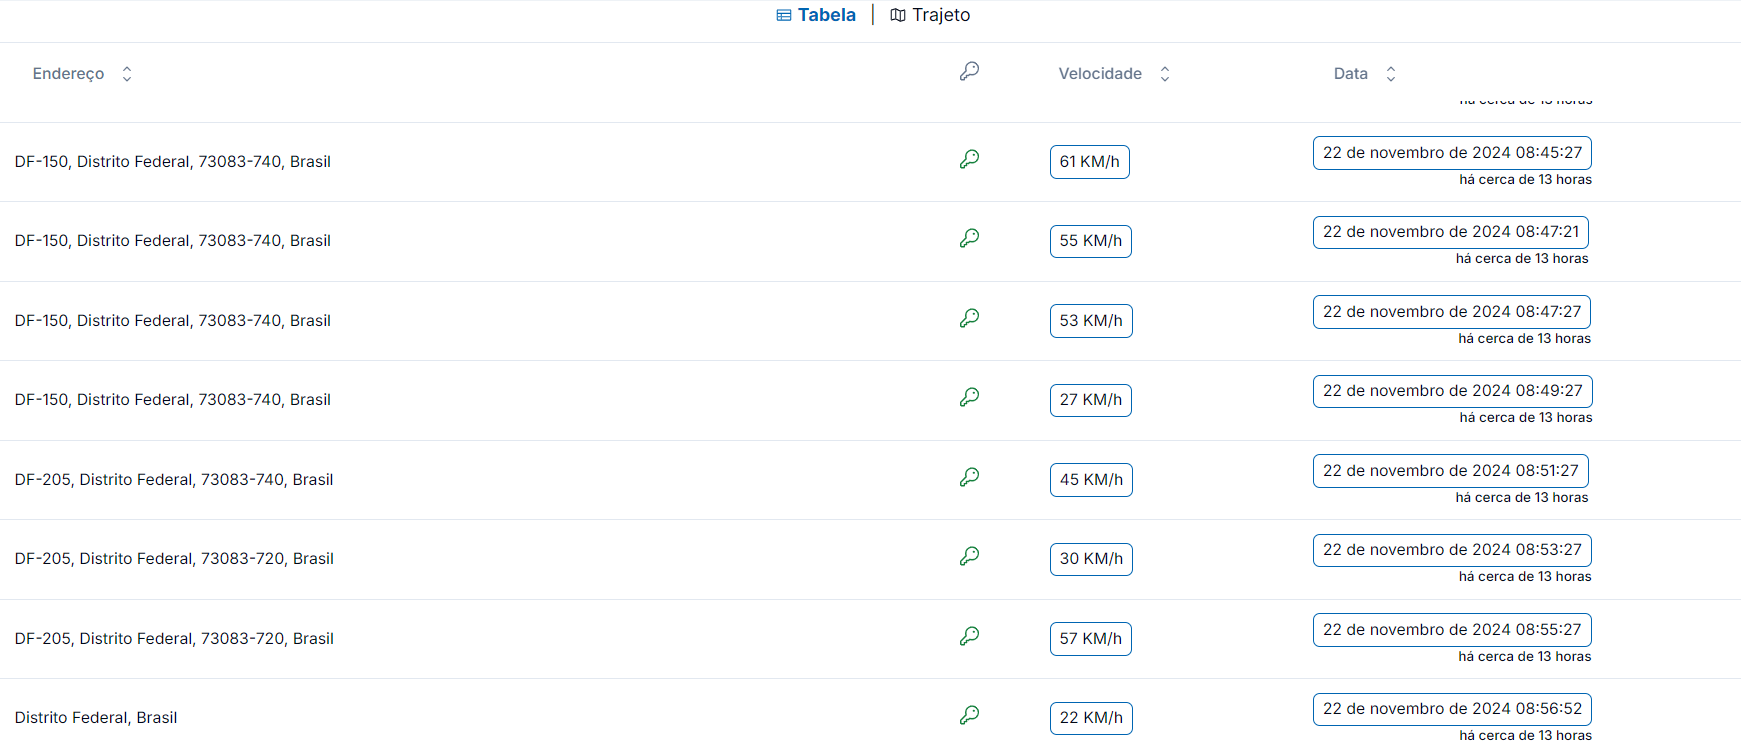 Tabela | Trajeto
Endereço Velocidade Data
há cerca de 13 horas
DF-150, Distrito Federal, 73083-740, Brasil 61 KM/h 22 de novembro de 2024 08:45:27
há cerca de 13 horas
DF-150, Distrito Federal, 73083-740, Brasil 55 KM/h 22 de novembro de 2024 08:47:21
há cerca de 13 horas
DF-150, Distrito Federal, 73083-740, Brasil 53 KM/h 22 de novembro de 2024 08:47:27
há cerca de 13 horas
DF-150, Distrito Federal, 73083-740, Brasil 27 KM/h 22 de novembro de 2024 08:49:27
há cerca de 13 horas
DF-205, Distrito Federal, 73083-740, Brasil 45 KM/h 22 de novembro de 2024 08:51:27
há cerca de 13 horas
DF-205, Distrito Federal, 73083-720, Brasil 30 KM/h 22 de novembro de 2024 08:53:27
há cerca de 13 horas
DF-205, Distrito Federal, 73083-720, Brasil 57 KM/h 22 de novembro de 2024 08:55:27
há cerca de 13 horas
Distrito Federal, Brasil 22 KM/h 22 de novembro de 2024 08:56:52
há cerca de 13 horas